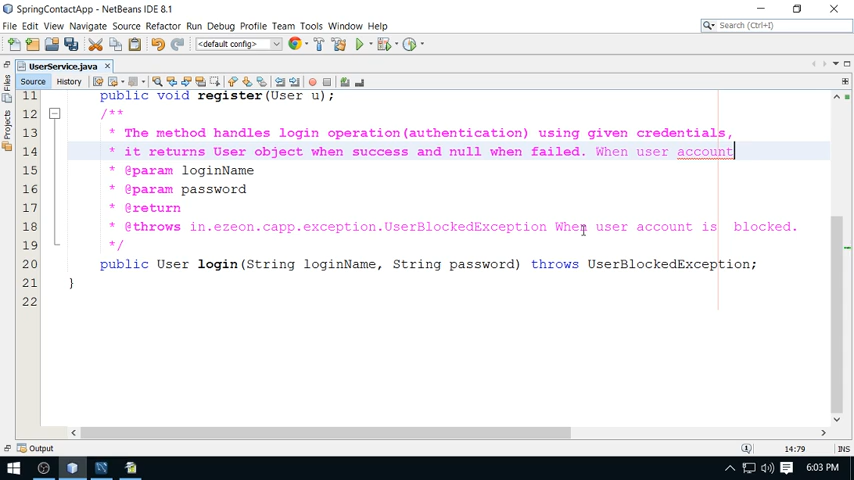 SpringContactApp - NetBeans IDE 8.1
File Edit View Navigate Source Refactor Run Debug Profile Team Tools Window Help
Search (Ctrl+I)
<default config>
UserService.java
Files
Projects
Source History
11 public void register(User u);
12 /**
13 * The method handles login operation(authentication) using given credentials,
14 * it returns User object when success and null when failed. When user account
15 * @param loginName
16 * @param password
17 * @return
18 * @throws in.ezeon.capp.exception.UserBlockedException When user account is  blocked.
19 */
20 public User login(String loginName, String password) throws UserBlockedException;
21 }
22
Output
14:79 INS
6:03 PM